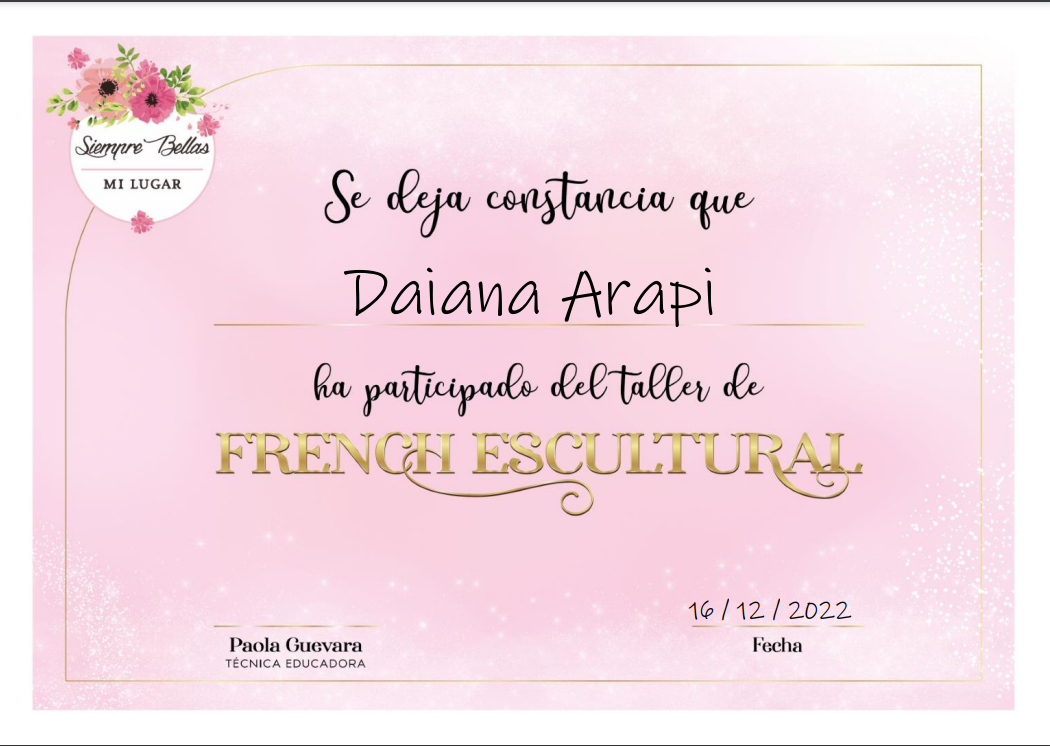 Siempre Bellas
MI LUGAR
Se deja constancia que
Daiana Arapi
ha participado del taller de
FRENCH ESCULTURAL
16 / 12 / 2022
Paola Guevara
TÉCNICA EDUCADORA
Fecha